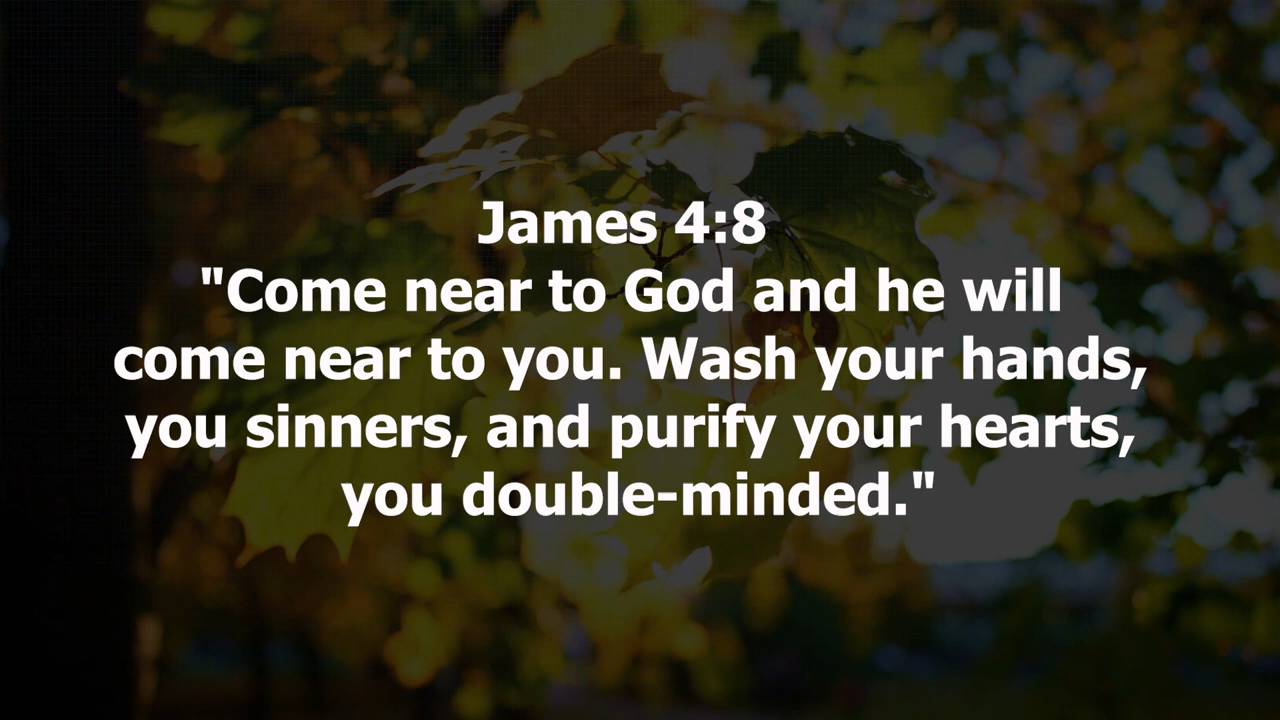 James 4:8
"Come near to God and he will
come near to you. Wash your hands,
you sinners, and purify your hearts,
you double-minded."